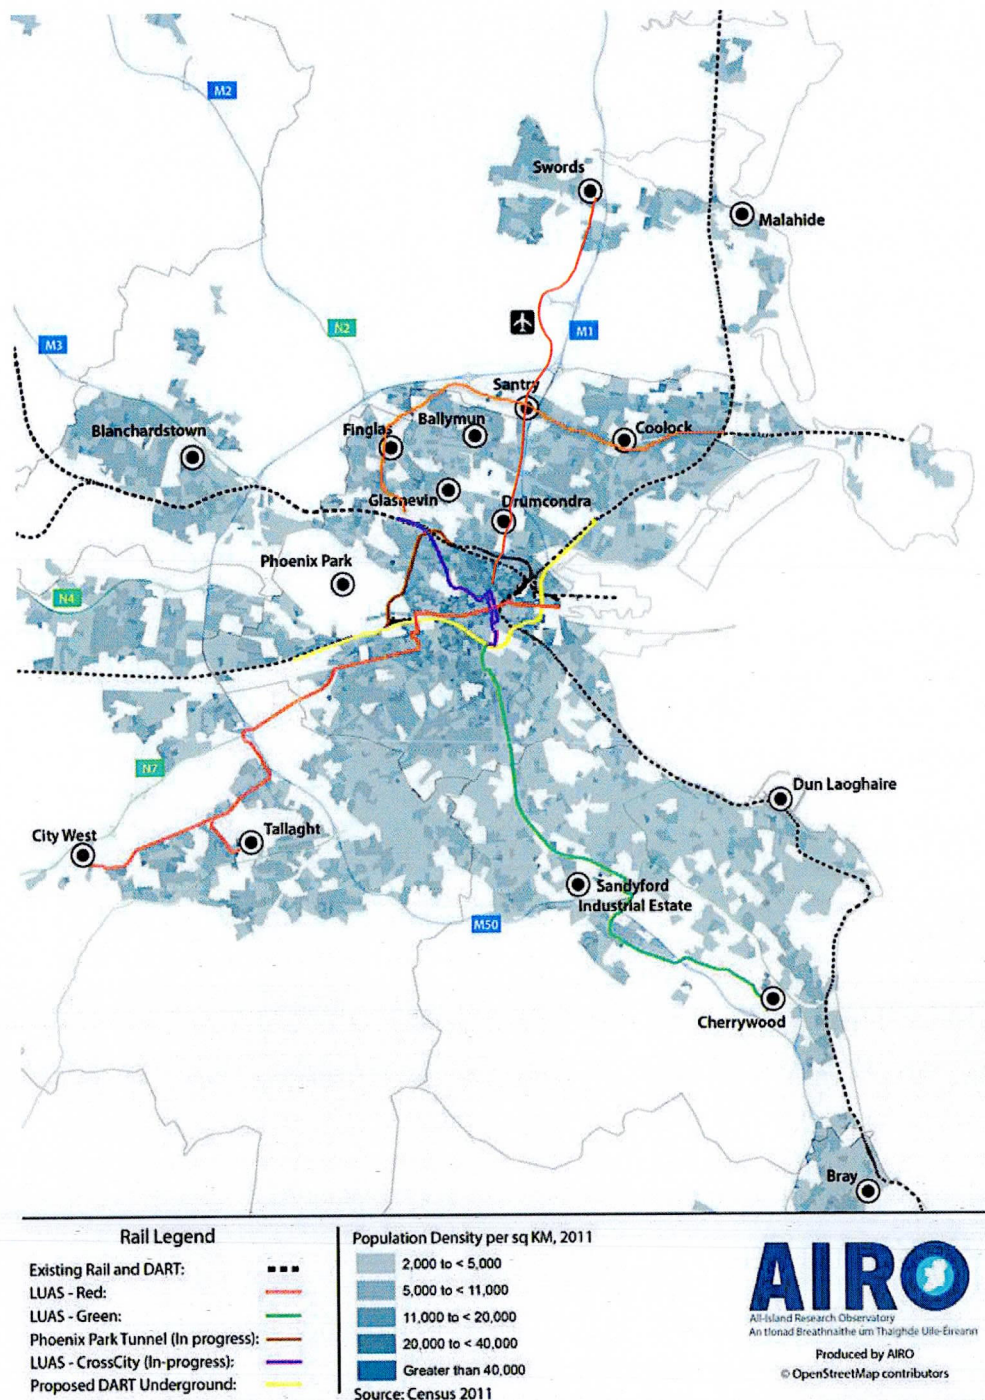 M2
Swords
Malahide
N2
M1
M3
Santry
Blanchardstown
Finglas
Ballymun
Coolock
Glasnevin
Drumcondra
Phoenix Park
N4
N7
Dun Laoghaire
City West
Tallaght
Sandyford
Industrial Estate
M50
Cherrywood
Bray
Rail Legend
Existing Rail and DART:
LUAS - Red:
LUAS - Green:
Phoenix Park Tunnel (In progress):
LUAS - CrossCity (In-progress):
Proposed DART Underground:
Population Density per sq KM, 2011
2,000 to < 5,000
5,000 to < 11,000
11,000 to < 20,000
20,000 to < 40,000
Greater than 40,000
Source: Census 2011
AIRO
All-Island Research Observatory
An tIonad Breathnaithe um Thaighde Uile-Éireann
Produced by AIRO
© OpenStreetMap contributors